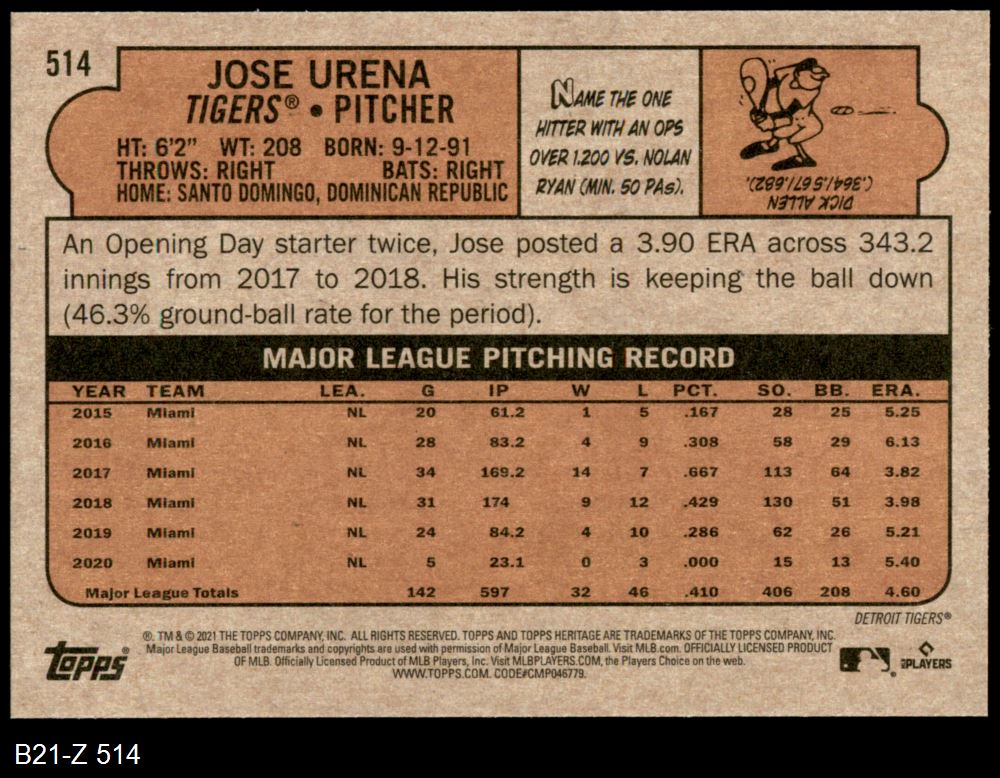 514
JOSE URENA
TIGERS® • PITCHER
HT: 6'2" WT: 208 BORN: 9-12-91
THROWS: RIGHT BATS: RIGHT
HOME: SANTO DOMINGO, DOMINICAN REPUBLIC
NAME THE ONE
HITTER WITH AN OPS
OVER 1.200 VS. NOLAN
RYAN (MIN. 50 PAs).
DICK ALLEN
(.364/.567/.682).
An Opening Day starter twice, Jose posted a 3.90 ERA across 343.2
innings from 2017 to 2018. His strength is keeping the ball down
(46.3% ground-ball rate for the period).
MAJOR LEAGUE PITCHING RECORD
YEAR TEAM LEA. G IP W L PCT. SO. BB. ERA.
2015 Miami NL 20 61.2 1 5 .167 28 25 5.25
2016 Miami NL 28 83.2 4 9 .308 58 29 6.13
2017 Miami NL 34 169.2 14 7 .667 113 64 3.82
2018 Miami NL 31 174 9 12 .429 130 51 3.98
2019 Miami NL 24 84.2 4 10 .286 62 26 5.21
2020 Miami NL 5 23.1 0 3 .000 15 13 5.40
Major League Totals 142 597 32 46 .410 406 208 4.60
DETROIT TIGERS®
topps®
®, TM & © 2021 THE TOPPS COMPANY, INC. ALL RIGHTS RESERVED. TOPPS AND TOPPS HERITAGE ARE TRADEMARKS OF THE TOPPS COMPANY, INC.
Major League Baseball trademarks and copyrights are used with permission of Major League Baseball. Visit MLB.com. OFFICIALLY LICENSED PRODUCT
OF MLB. Officially Licensed Product of MLB Players, Inc. Visit MLBPLAYERS.COM, the Players Choice on the web.
WWW.TOPPS.COM. CODE#CMP046779.
MLB PLAYERS
B21-Z 514